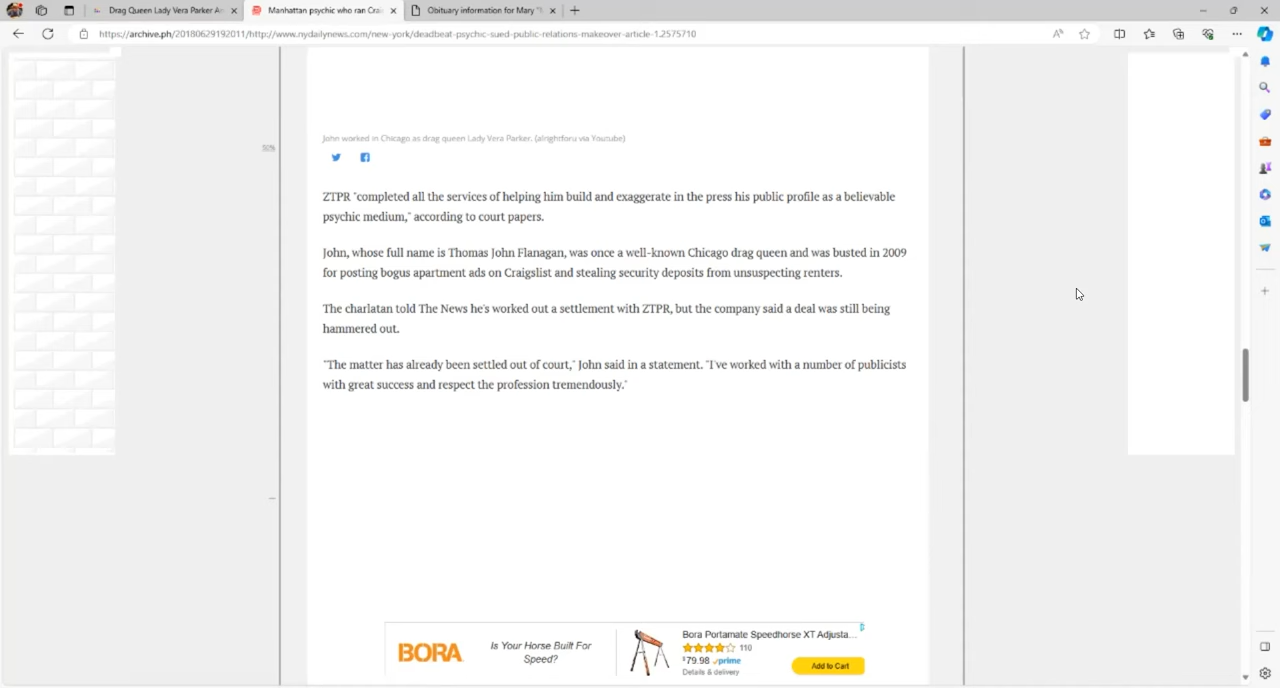 Drag Queen Lady Vera Parker Ar
Manhattan psychic who ran Crai
Obituary information for Mary "
https://archive.ph/20180629192011/http://www.nydailynews.com/new-york/deadbeat-psychic-sued-public-relations-makeover-article-1.2575710
John worked in Chicago as drag queen Lady Vera Parker. (alrightforu via Youtube)
50%
ZTPR "completed all the services of helping him build and exaggerate in the press his public profile as a believable
psychic medium," according to court papers.
John, whose full name is Thomas John Flanagan, was once a well-known Chicago drag queen and was busted in 2009
for posting bogus apartment ads on Craigslist and stealing security deposits from unsuspecting renters.
The charlatan told The News he's worked out a settlement with ZTPR, but the company said a deal was still being
hammered out.
"The matter has already been settled out of court," John said in a statement. "I've worked with a number of publicists
with great success and respect the profession tremendously."
BORA
Is Your Horse Built For
Speed?
Bora Portamate Speedhorse XT Adjusta...
110
$79.98 prime
Details & delivery
Add to Cart